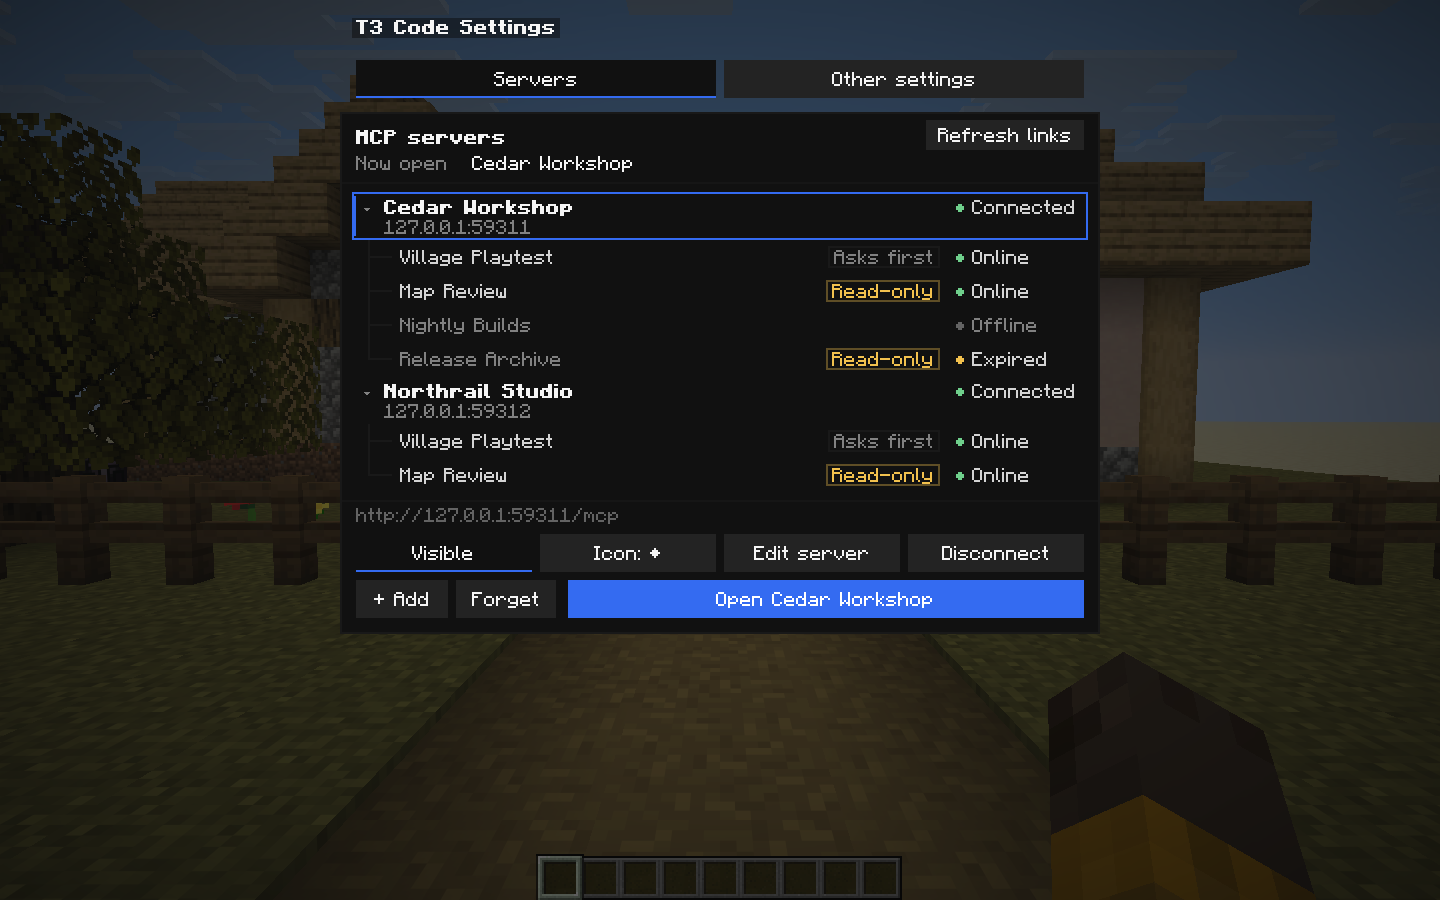 T3 Code Settings
Servers
Other settings
MCP servers
Refresh links
Now open Cedar Workshop
Cedar Workshop
Connected
127.0.0.1:59311
Village Playtest
Asks first
Online
Map Review
Read-only
Online
Nightly Builds
Offline
Release Archive
Read-only
Expired
Northrail Studio
Connected
127.0.0.1:59312
Village Playtest
Asks first
Online
Map Review
Read-only
Online
http://127.0.0.1:59311/mcp
Visible
Icon: ◆
Edit server
Disconnect
+ Add
Forget
Open Cedar Workshop